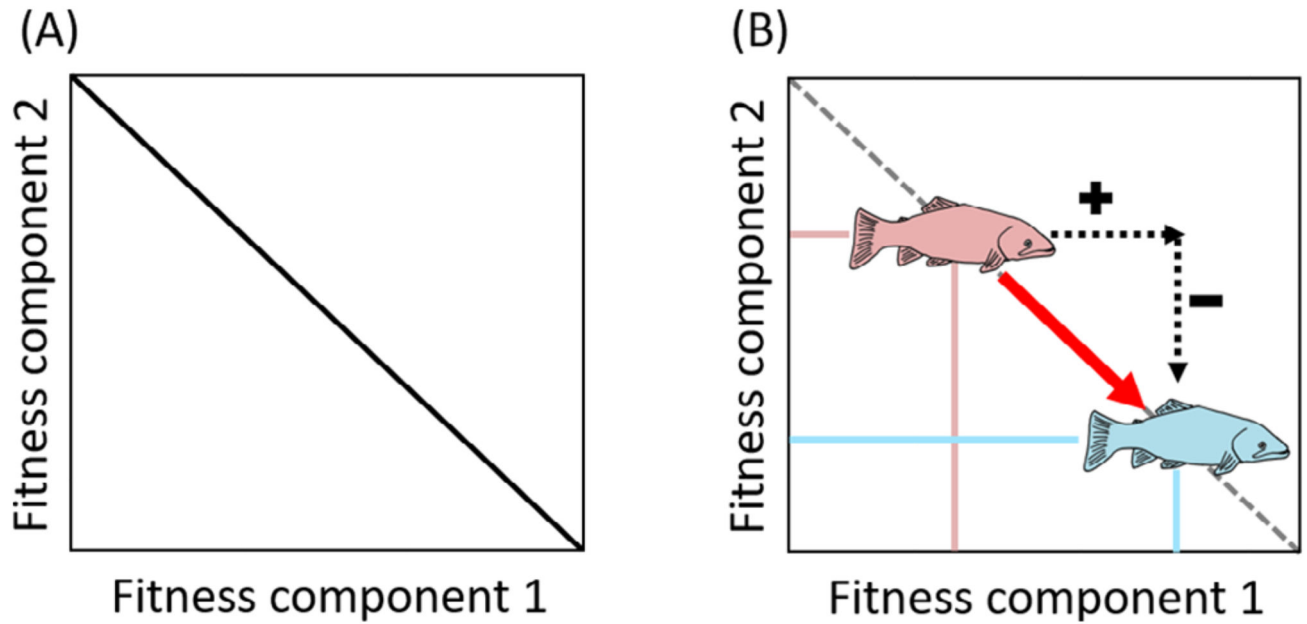 (A)
Fitness component 2
Fitness component 1
(B)
Fitness component 2
+
-
Fitness component 1